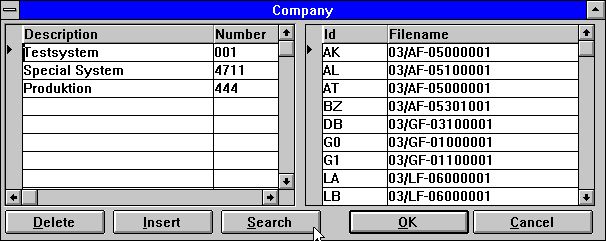 Company
Description Number
Testsystem 001
Special System 4711
Produktion 444
Id Filename
AK 03/AF-05000001
AL 03/AF-05100001
AT 03/AF-05000001
BZ 03/AF-05301001
DB 03/GF-03100001
G0 03/GF-01000001
G1 03/GF-01100001
LA 03/LF-06000001
LB 03/LF-06000001
Delete Insert Search OK Cancel